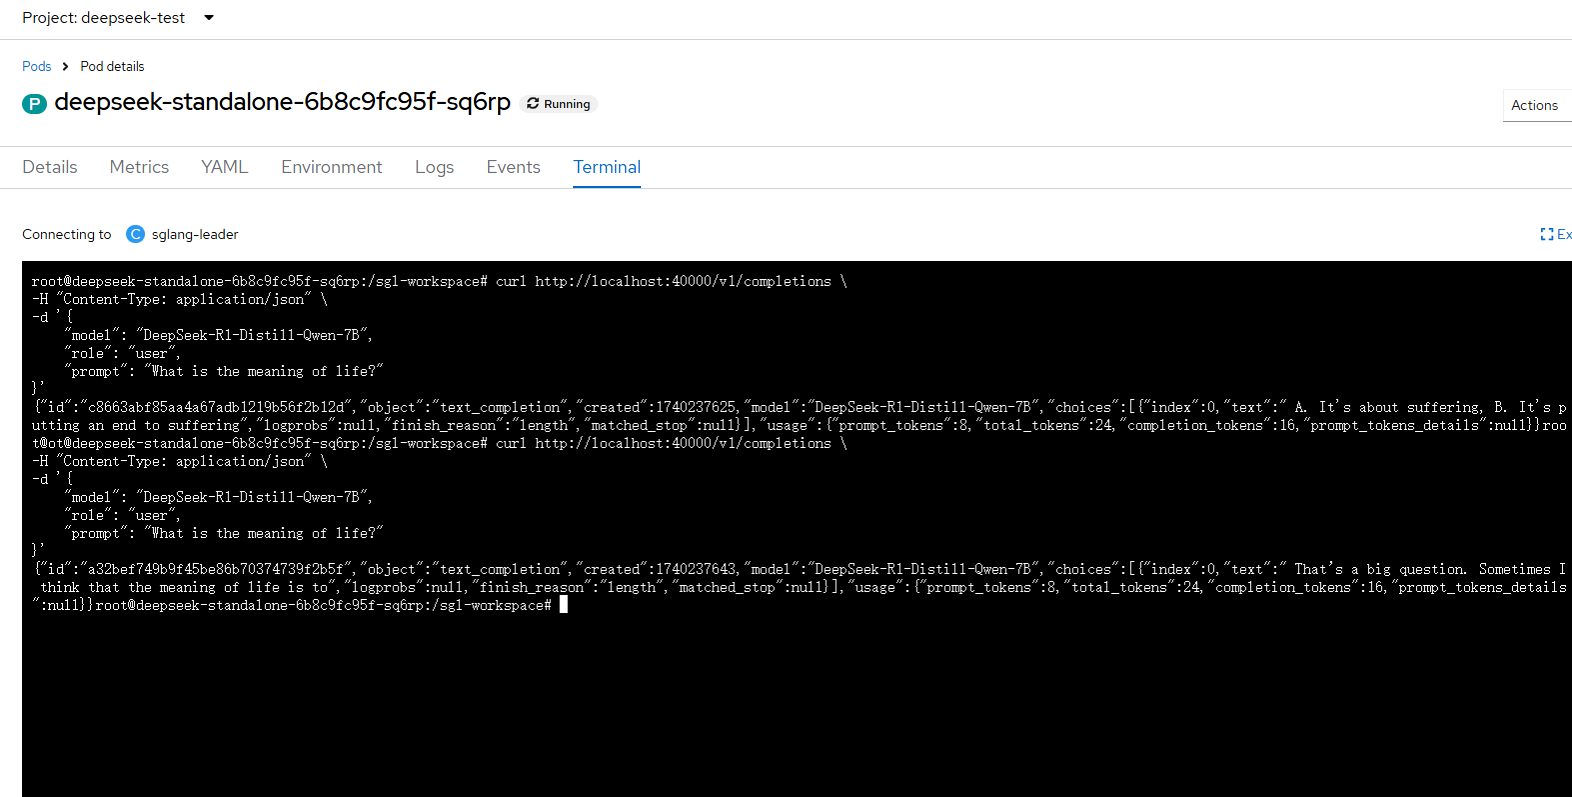 Project: deepseek-test
Pods > Pod details
P deepseek-standalone-6b8c9fc95f-sq6rp Running
Actions
Details Metrics YAML Environment Logs Events Terminal
Connecting to C sglang-leader
Ex
root@deepseek-standalone-6b8c9fc95f-sq6rp:/sgl-workspace# curl http://localhost:40000/v1/completions \
-H "Content-Type: application/json" \
-d '{
"model": "DeepSeek-R1-Distill-Qwen-7B",
"role": "user",
"prompt": "What is the meaning of life?"
}'
{"id":"c8663abf85aa4a67adb1219b56f2b12d","object":"text_completion","created":1740237625,"model":"DeepSeek-R1-Distill-Qwen-7B","choices":[{"index":0,"text":" A. It's about suffering, B. It's p
utting an end to suffering","logprobs":null,"finish_reason":"length","matched_stop":null}],"usage":{"prompt_tokens":8,"total_tokens":24,"completion_tokens":16,"prompt_tokens_details":null}}roo
t@ot@deepseek-standalone-6b8c9fc95f-sq6rp:/sgl-workspace# curl http://localhost:40000/v1/completions \
-H "Content-Type: application/json" \
-d '{
"model": "DeepSeek-R1-Distill-Qwen-7B",
"role": "user",
"prompt": "What is the meaning of life?"
}'
{"id":"a32bef749b9f45be86b70374739f2b5f","object":"text_completion","created":1740237643,"model":"DeepSeek-R1-Distill-Qwen-7B","choices":[{"index":0,"text":" That's a big question. Sometimes I
think that the meaning of life is to","logprobs":null,"finish_reason":"length","matched_stop":null}],"usage":{"prompt_tokens":8,"total_tokens":24,"completion_tokens":16,"prompt_tokens_details
":null}}root@deepseek-standalone-6b8c9fc95f-sq6rp:/sgl-workspace#